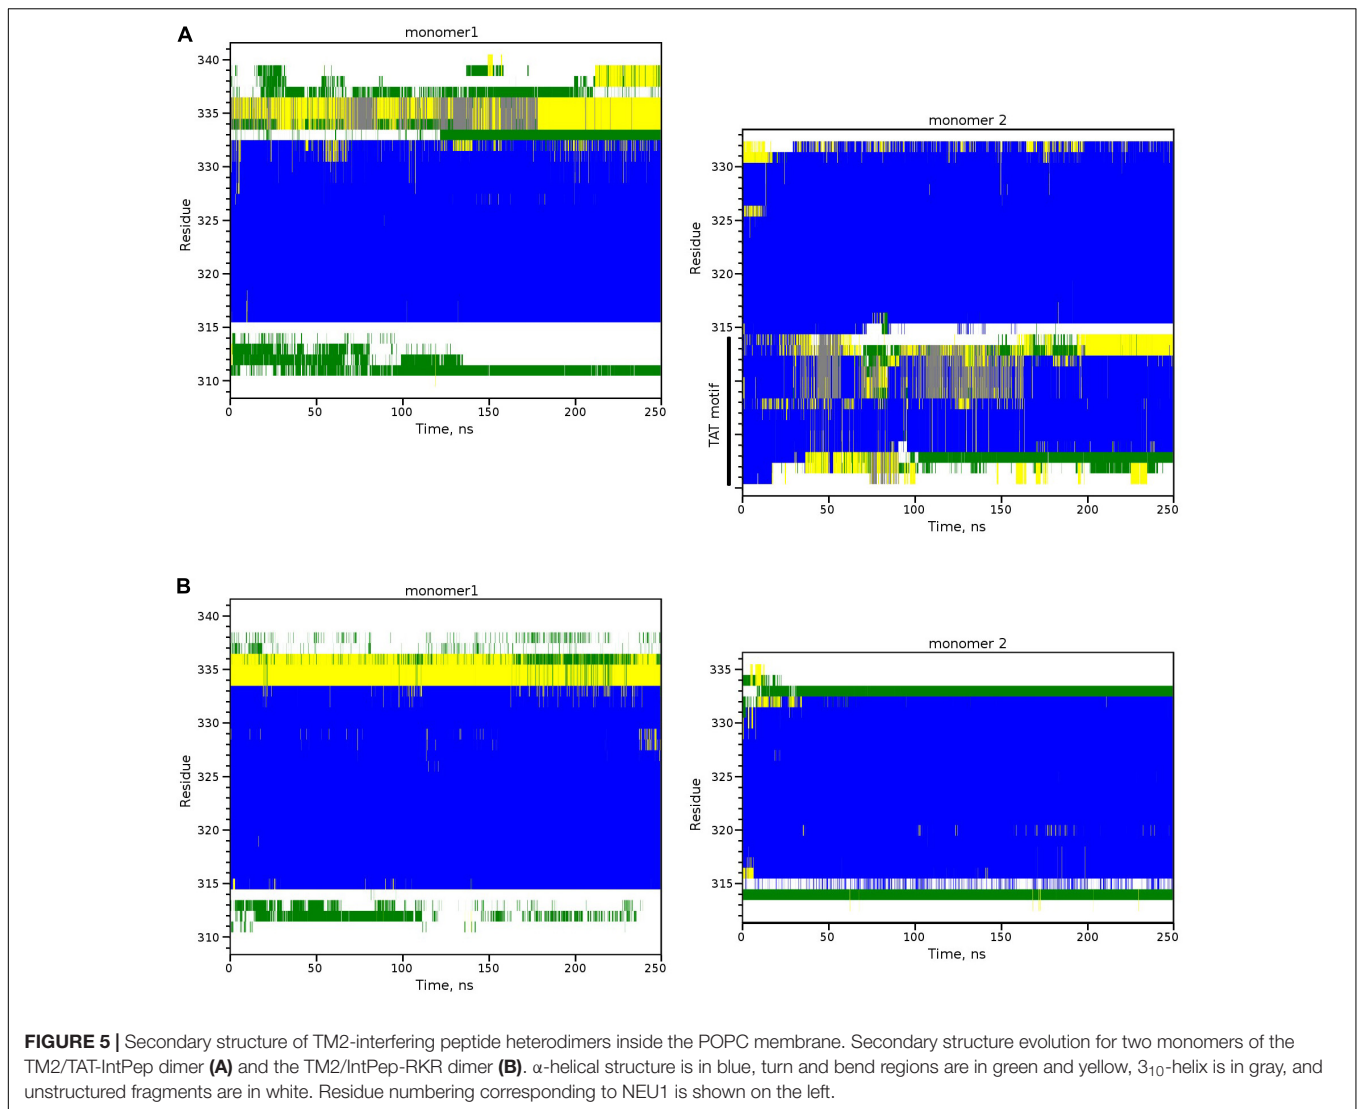 A
monomer1
340
335
330
325
320
315
310
Residue
0 50 100 150 200 250
Time, ns
monomer 2
330
325
320
315
Residue
TAT motif
0 50 100 150 200 250
Time, ns
B
monomer1
340
335
330
325
320
315
310
Residue
0 50 100 150 200 250
Time, ns
monomer 2
335
330
325
320
315
Residue
0 50 100 150 200 250
Time, ns
FIGURE 5 | Secondary structure of TM2-interfering peptide heterodimers inside the POPC membrane. Secondary structure evolution for two monomers of the
TM2/TAT-IntPep dimer (A) and the TM2/IntPep-RKR dimer (B). α-helical structure is in blue, turn and bend regions are in green and yellow, 3₁₀-helix is in gray, and
unstructured fragments are in white. Residue numbering corresponding to NEU1 is shown on the left.